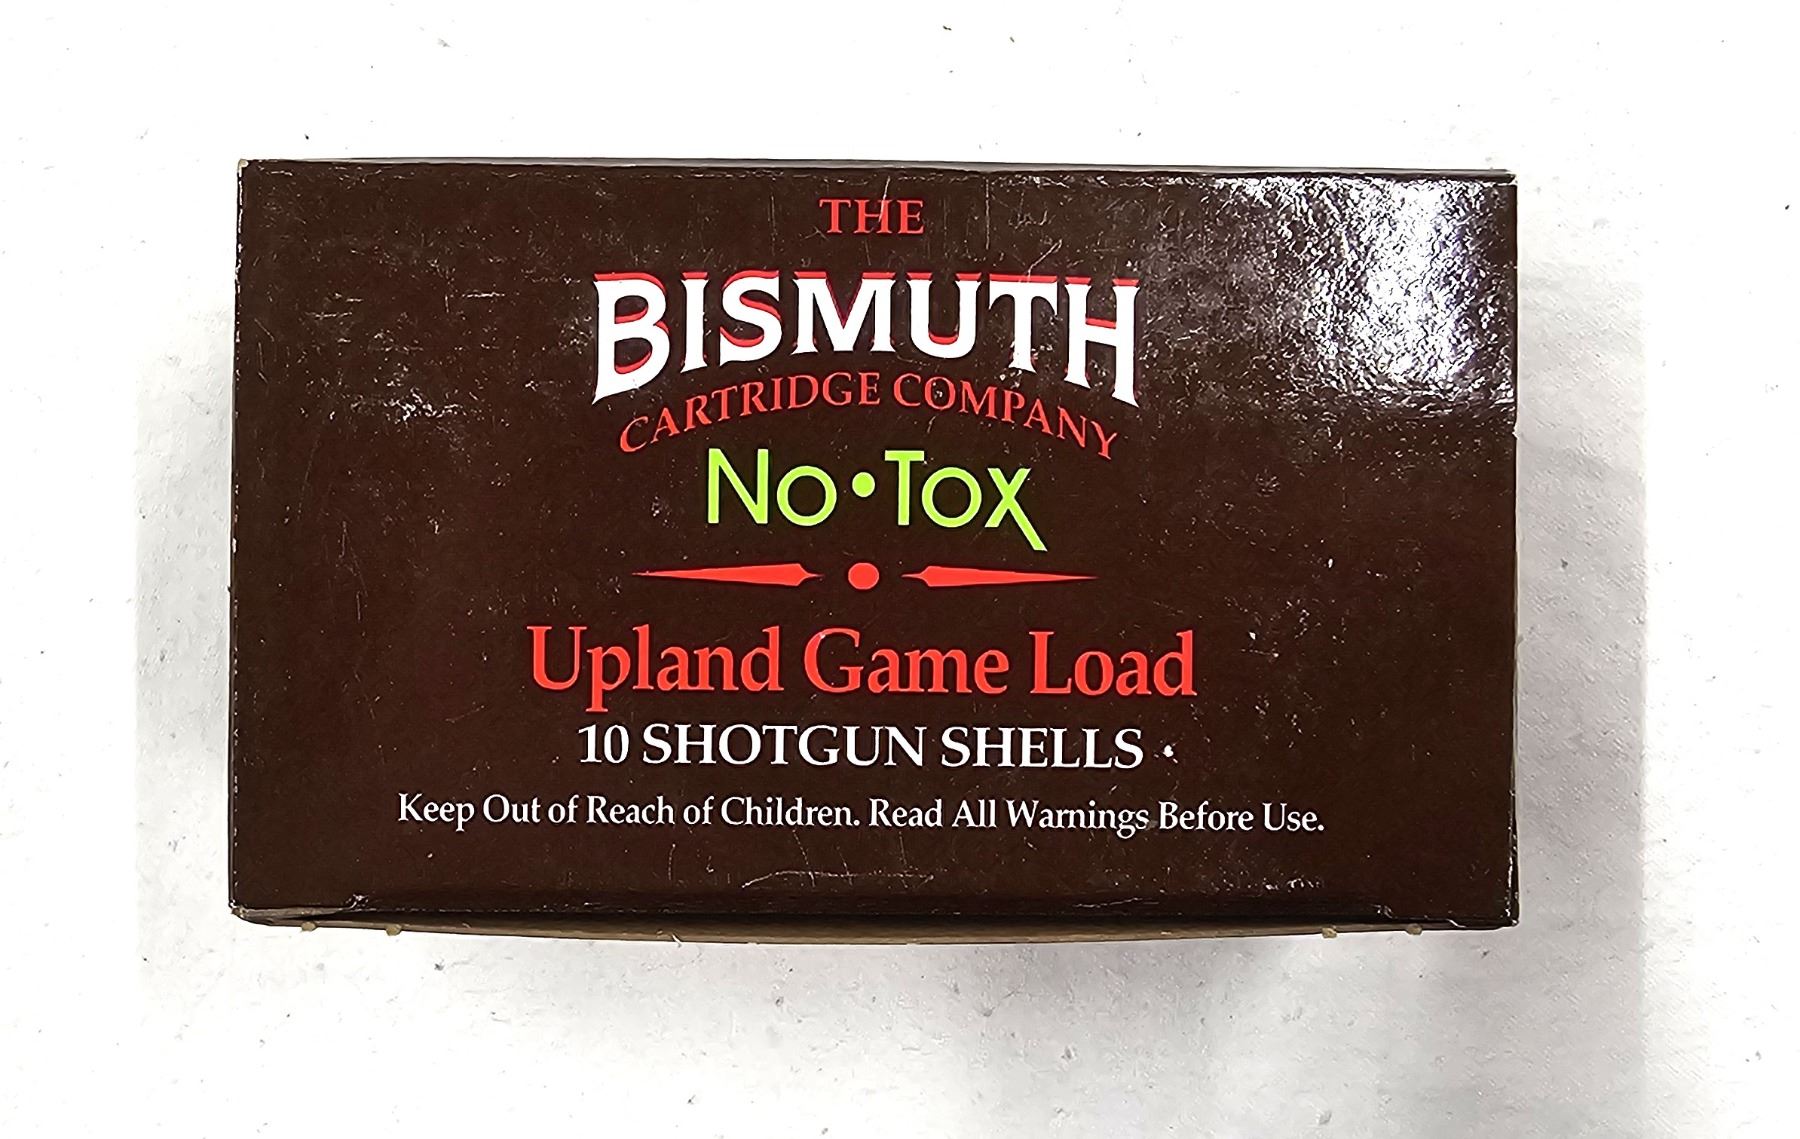 THE
BISMUTH
CARTRIDGE COMPANY
No•Tox
Upland Game Load
10 SHOTGUN SHELLS
Keep Out of Reach of Children. Read All Warnings Before Use.